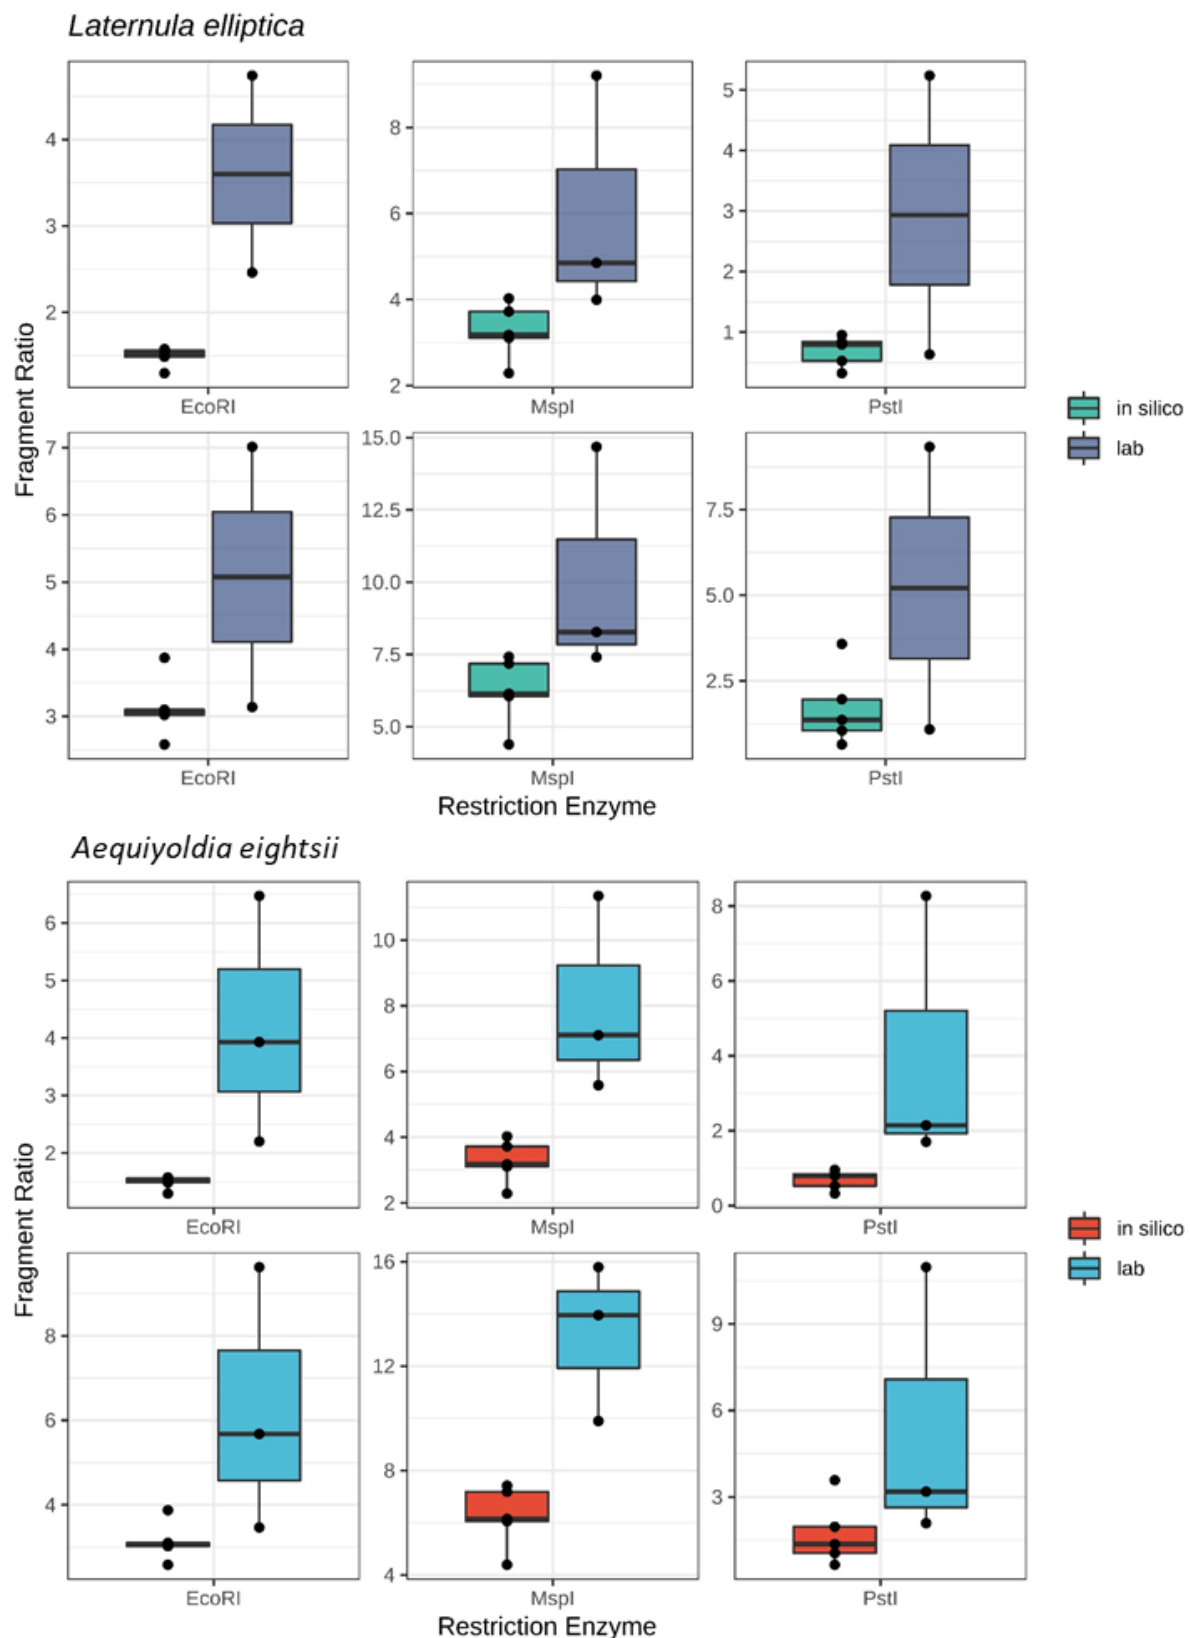 Laternula elliptica
4
3
2
EcoRI
8
6
4
2
MspI
5
4
3
2
1
PstI
Fragment Ratio
7
6
5
4
3
EcoRI
15.0
12.5
10.0
7.5
5.0
MspI
7.5
5.0
2.5
PstI
Restriction Enzyme
in silico
lab
Aequiyoldia eightsii
6
5
4
3
2
EcoRI
10
8
6
4
2
MspI
8
6
4
2
0
PstI
Fragment Ratio
8
6
4
EcoRI
16
12
8
4
MspI
9
6
3
PstI
Restriction Enzyme
in silico
lab